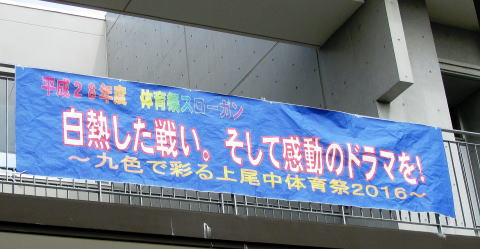 平成28年度 体育祭スローガン
白熱した戦い。そして感動のドラマを!
～九色で彩る上尾中体育祭2016～